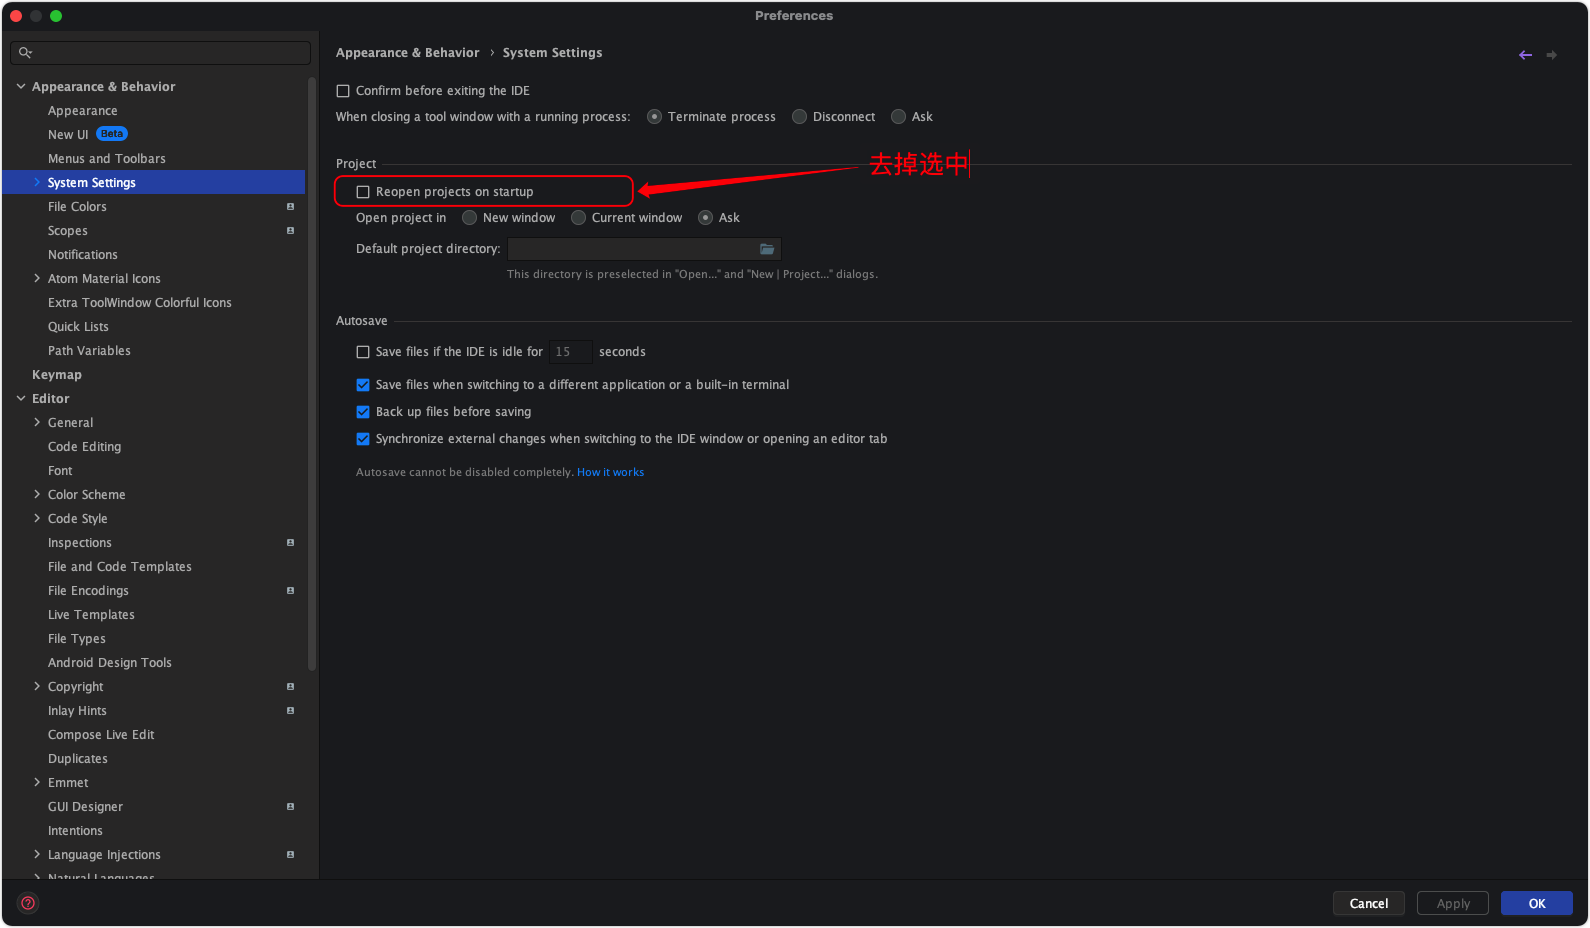 Preferences
Appearance & Behavior
Appearance
New UI Beta
Menus and Toolbars
System Settings
File Colors
Scopes
Notifications
Atom Material Icons
Extra ToolWindow Colorful Icons
Quick Lists
Path Variables
Keymap
Editor
General
Code Editing
Font
Color Scheme
Code Style
Inspections
File and Code Templates
File Encodings
Live Templates
File Types
Android Design Tools
Copyright
Inlay Hints
Compose Live Edit
Duplicates
Emmet
GUI Designer
Intentions
Language Injections
Natural Languages
Appearance & Behavior › System Settings
Confirm before exiting the IDE
When closing a tool window with a running process: Terminate process Disconnect Ask
Project
去掉选中
Reopen projects on startup
Open project in New window Current window Ask
Default project directory:
This directory is preselected in "Open..." and "New | Project..." dialogs.
Autosave
Save files if the IDE is idle for 15 seconds
Save files when switching to a different application or a built-in terminal
Back up files before saving
Synchronize external changes when switching to the IDE window or opening an editor tab
Autosave cannot be disabled completely. How it works
Cancel Apply OK